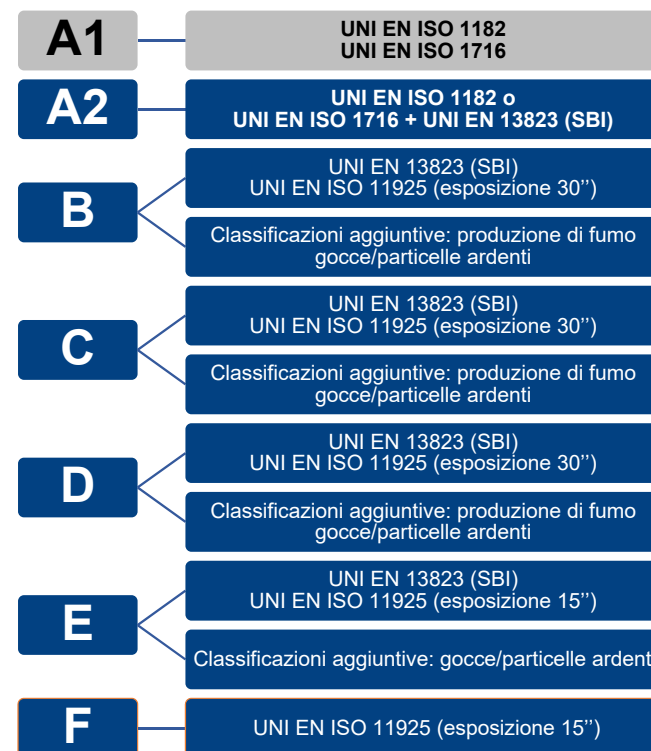 A1
UNI EN ISO 1182
UNI EN ISO 1716
A2
UNI EN ISO 1182 o
UNI EN ISO 1716 + UNI EN 13823 (SBI)
B
UNI EN 13823 (SBI)
UNI EN ISO 11925 (esposizione 30’’)
Classificazioni aggiuntive: produzione di fumo
gocce/particelle ardenti
C
UNI EN 13823 (SBI)
UNI EN ISO 11925 (esposizione 30’’)
Classificazioni aggiuntive: produzione di fumo
gocce/particelle ardenti
D
UNI EN 13823 (SBI)
UNI EN ISO 11925 (esposizione 30’’)
Classificazioni aggiuntive: produzione di fumo
gocce/particelle ardenti
E
UNI EN 13823 (SBI)
UNI EN ISO 11925 (esposizione 15’’)
Classificazioni aggiuntive: gocce/particelle ardent
F
UNI EN ISO 11925 (esposizione 15’’)